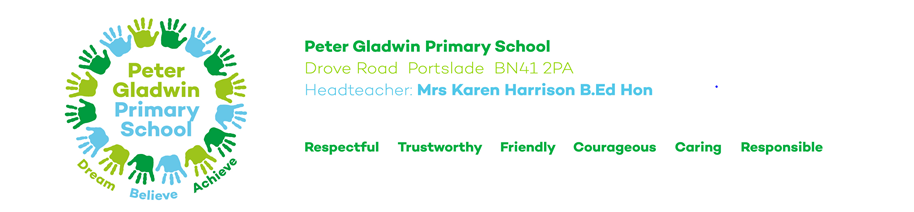 Peter
Gladwin
Primary
School
Dream
Believe
Achieve
Peter Gladwin Primary School
Drove Road  Portslade  BN41 2PA
Headteacher: Mrs Karen Harrison B.Ed Hon
Respectful  Trustworthy  Friendly  Courageous  Caring  Responsible